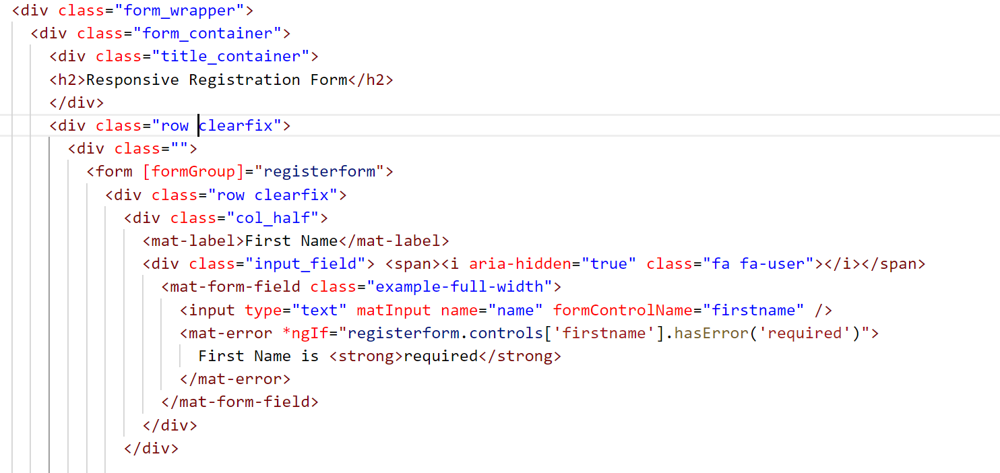 <div class="form_wrapper">
<div class="form_container">
<div class="title_container">
<h2>Responsive Registration Form</h2>
</div>
<div class="row clearfix">
<div class="">
<form [formGroup]="registerform">
<div class="row clearfix">
<div class="col_half">
<mat-label>First Name</mat-label>
<div class="input_field"> <span><i aria-hidden="true" class="fa fa-user"></i></span>
<mat-form-field class="example-full-width">
<input type="text" matInput name="name" formControlName="firstname" />
<mat-error *ngIf="registerform.controls['firstname'].hasError('required')">
First Name is <strong>required</strong>
</mat-error>
</mat-form-field>
</div>
</div>